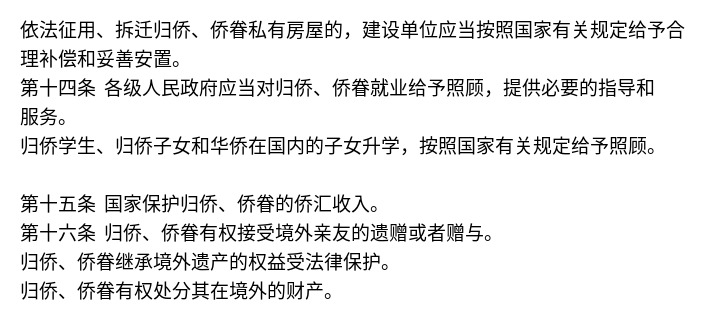 依法征用、拆迁归侨、侨眷私有房屋的，建设单位应当按照国家有关规定给予合
理补偿和妥善安置。
第十四条 各级人民政府应当对归侨、侨眷就业给予照顾，提供必要的指导和
服务。
归侨学生、归侨子女和华侨在国内的子女升学，按照国家有关规定给予照顾。
第十五条 国家保护归侨、侨眷的侨汇收入。
第十六条 归侨、侨眷有权接受境外亲友的遗赠或者赠与。
归侨、侨眷继承境外遗产的权益受法律保护。
归侨、侨眷有权处分其在境外的财产。